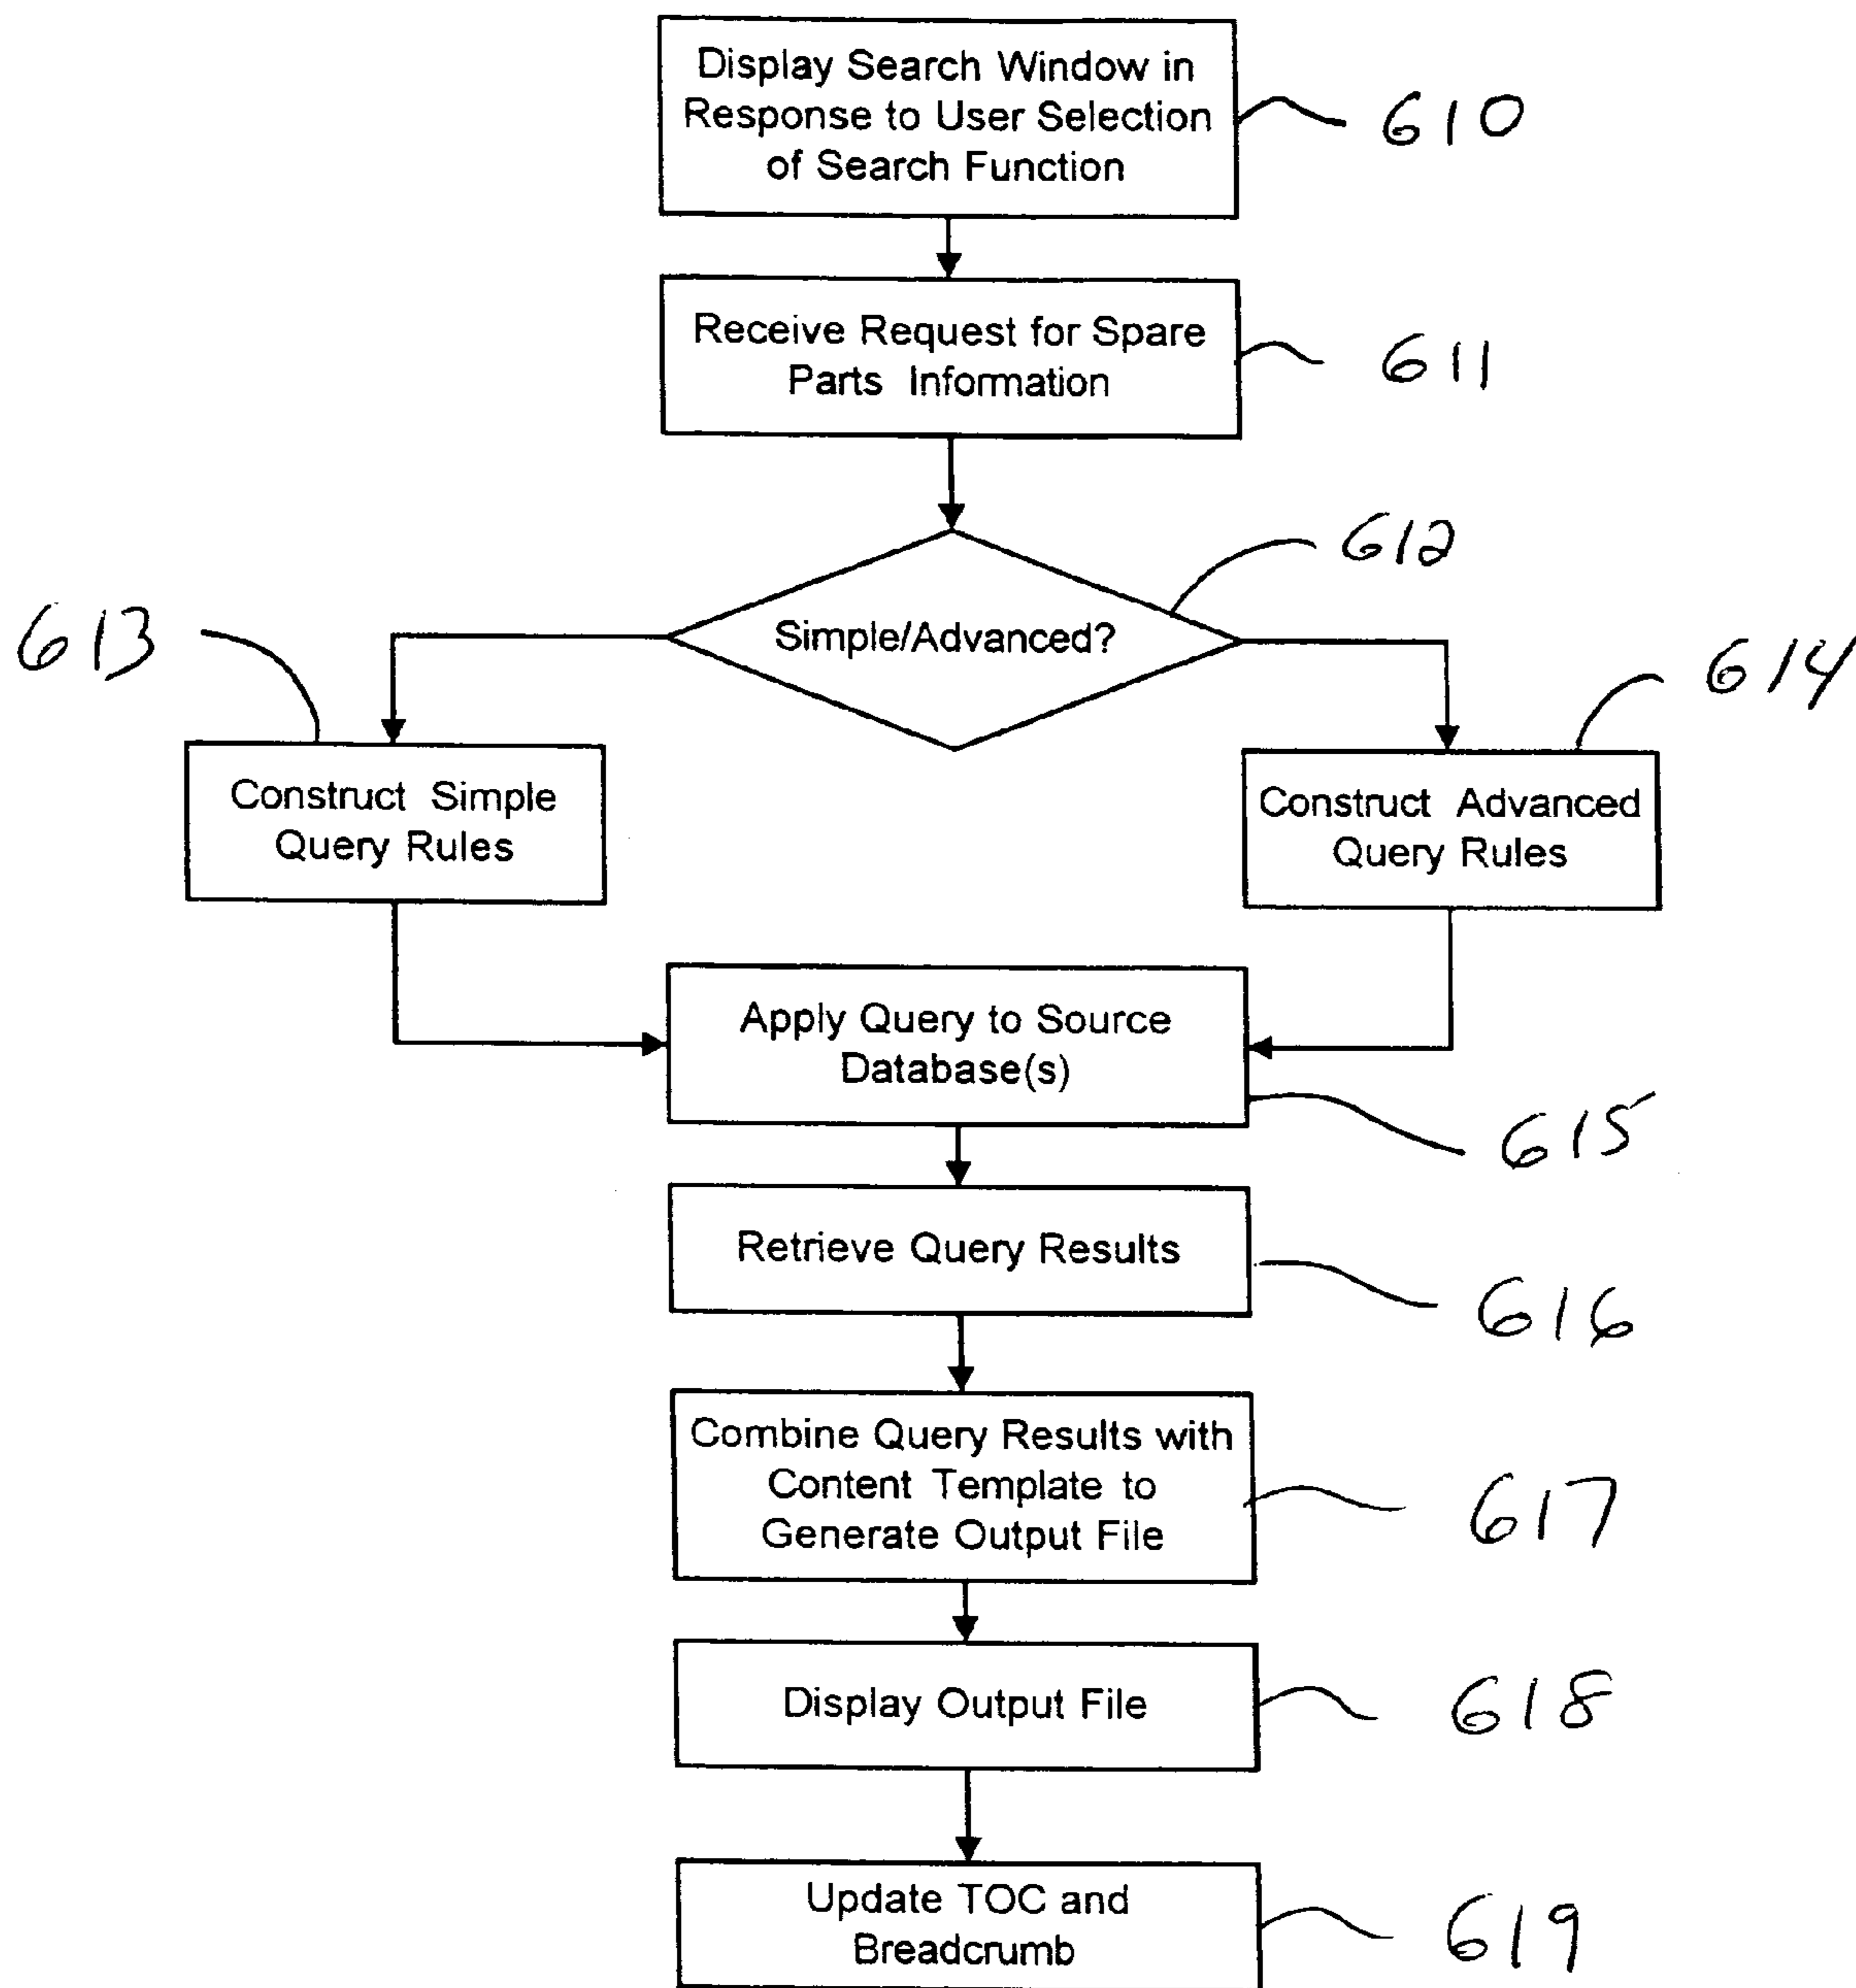 Display Search Window in
Response to User Selection
of Search Function
610
Receive Request for Spare
Parts Information
611
612
Simple/Advanced?
613
614
Construct Simple
Query Rules
Construct Advanced
Query Rules
Apply Query to Source
Database(s)
615
Retrieve Query Results
616
Combine Query Results with
Content Template to
Generate Output File
617
Display Output File
618
Update TOC and
Breadcrumb
619